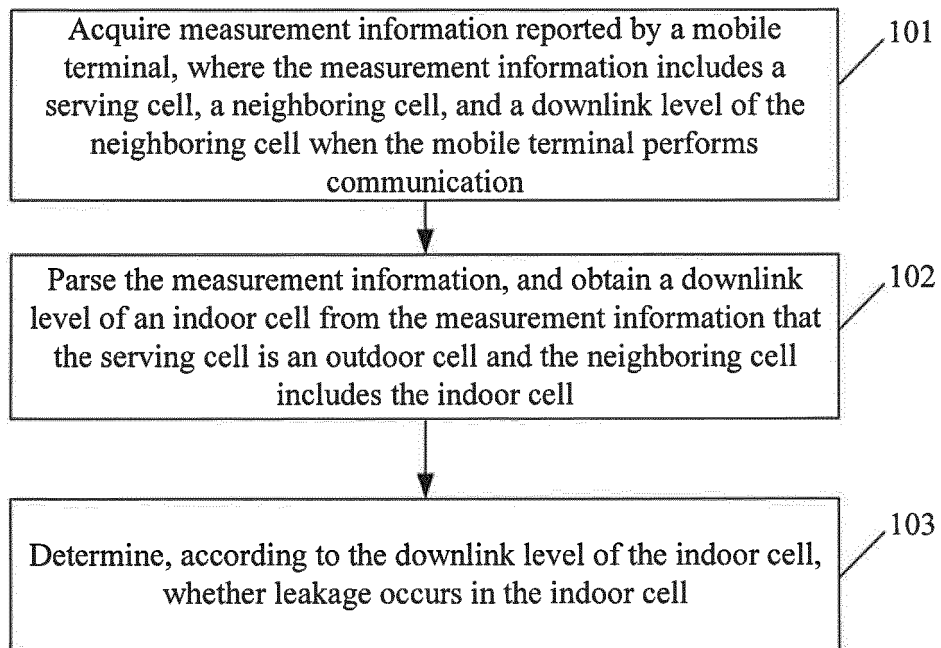 Acquire measurement information reported by a mobile
terminal, where the measurement information includes a
serving cell, a neighboring cell, and a downlink level of the
neighboring cell when the mobile terminal performs
communication
101
Parse the measurement information, and obtain a downlink
level of an indoor cell from the measurement information that
the serving cell is an outdoor cell and the neighboring cell
includes the indoor cell
102
Determine, according to the downlink level of the indoor cell,
whether leakage occurs in the indoor cell
103